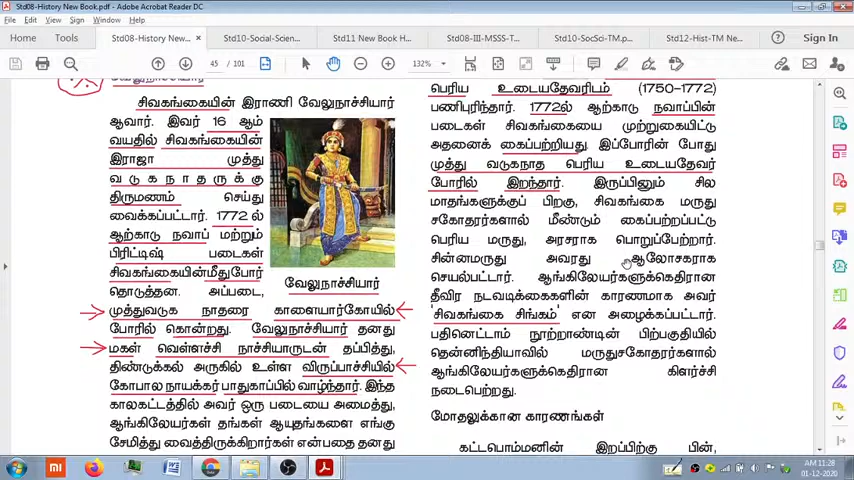 Std08-History New Book.pdf - Adobe Acrobat Reader DC
File Edit View Sign Window Help
Home Tools Std08-History New... × Std10-Social-Scien... Std11 New Book H... Std08-III-MSSS-T... Std10-SocSci-TM.p... Std12-Hist-TM Ne... Sign In
45 / 101 132%
சிவகங்கையின் இராணி வேலுநாச்சியார்
ஆவார். இவர் 16 ஆம்
வயதில் சிவகங்கையின்
இராஜா முத்து
வடுகநாதருக்கு
திருமணம் செய்து
வைக்கப்பட்டார். 1772 ல்
ஆற்காடு நவாப் மற்றும்
பிரிட்டிஷ் படைகள்
சிவகங்கையின்மீதுபோர்
தொடுத்தன. அப்படை,
முத்துவடுக நாதரை காளையார்கோயில்
போரில் கொன்றது. வேலுநாச்சியார் தனது
மகள் வெள்ளச்சி நாச்சியாருடன் தப்பித்து,
திண்டுக்கல் அருகில் உள்ள விருப்பாச்சியில்
கோபால நாயக்கர் பாதுகாப்பில் வாழ்ந்தார். இந்த
காலகட்டத்தில் அவர் ஒரு படையை அமைத்து,
ஆங்கிலேயர்கள் தங்கள் ஆயுதங்களை எங்கு
சேமித்து வைத்திருக்கிறார்கள் என்பதை தனது
வேலுநாச்சியார்
பெரிய உடையதேவரிடம் (1750–1772)
பணிபுரிந்தார். 1772ல் ஆற்காடு நவாப்பின்
படைகள் சிவகங்கையை முற்றுகையிட்டு
அதனைக் கைப்பற்றியது. இப்போரின் போது
முத்து வடுகநாத பெரிய உடையதேவர்
போரில் இறந்தார். இருப்பினும் சில
மாதங்களுக்குப் பிறகு, சிவகங்கை மருது
சகோதரர்களால் மீண்டும் கைப்பற்றப்பட்டு
பெரிய மருது, அரசராக பொறுப்பேற்றார்.
சின்னமருது அவரது ஆலோசகராக
செயல்பட்டார். ஆங்கிலேயர்களுக்கெதிரான
தீவிர நடவடிக்கைகளின் காரணமாக அவர்
'சிவகங்கை சிங்கம்' என அழைக்கப்பட்டார்.
பதினெட்டாம் நூற்றாண்டின் பிற்பகுதியில்
தென்னிந்தியாவில் மருதுசகோதரர்களால்
ஆங்கிலேயர்களுக்கெதிரான கிளர்ச்சி
நடைபெற்றது.
மோதலுக்கான காரணங்கள்
கட்டபொம்மனின் இறப்பிற்கு பின்,
AM 11:28
01-12-2020